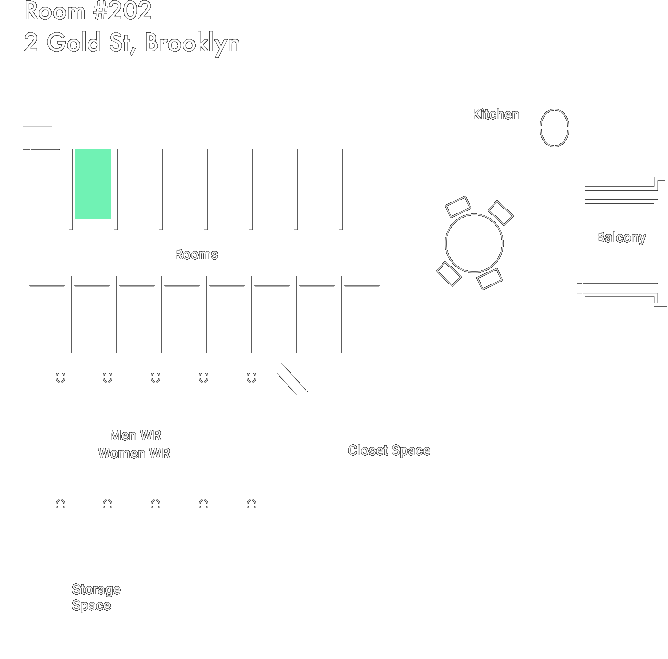 Room #202
2 Gold St, Brooklyn
Kitchen
Balcony
Rooms
Men WR
Women WR
Closet Space
Storage
Space